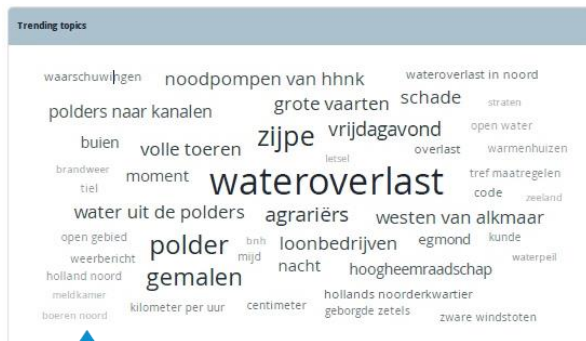 Trending topics
waarschuwingen noodpompen van hhnk wateroverlast in noord
polders naar kanalen grote vaarten schade straten
buien volle toeren zijpe vrijdagavond open water
letsel overlast warmenhuizen
brandweer moment wateroverlast tref maatregelen
tiel code zeeland
water uit de polders agrariërs westen van alkmaar
open gebied polder bnh loonbedrijven egmond kunde
weerbericht mijd waterpeil
holland noord gemalen nacht hoogheemraadschap
meldkamer hollands noorderkwartier
boeren noord kilometer per uur centimeter geborgde zetels zware windstoten